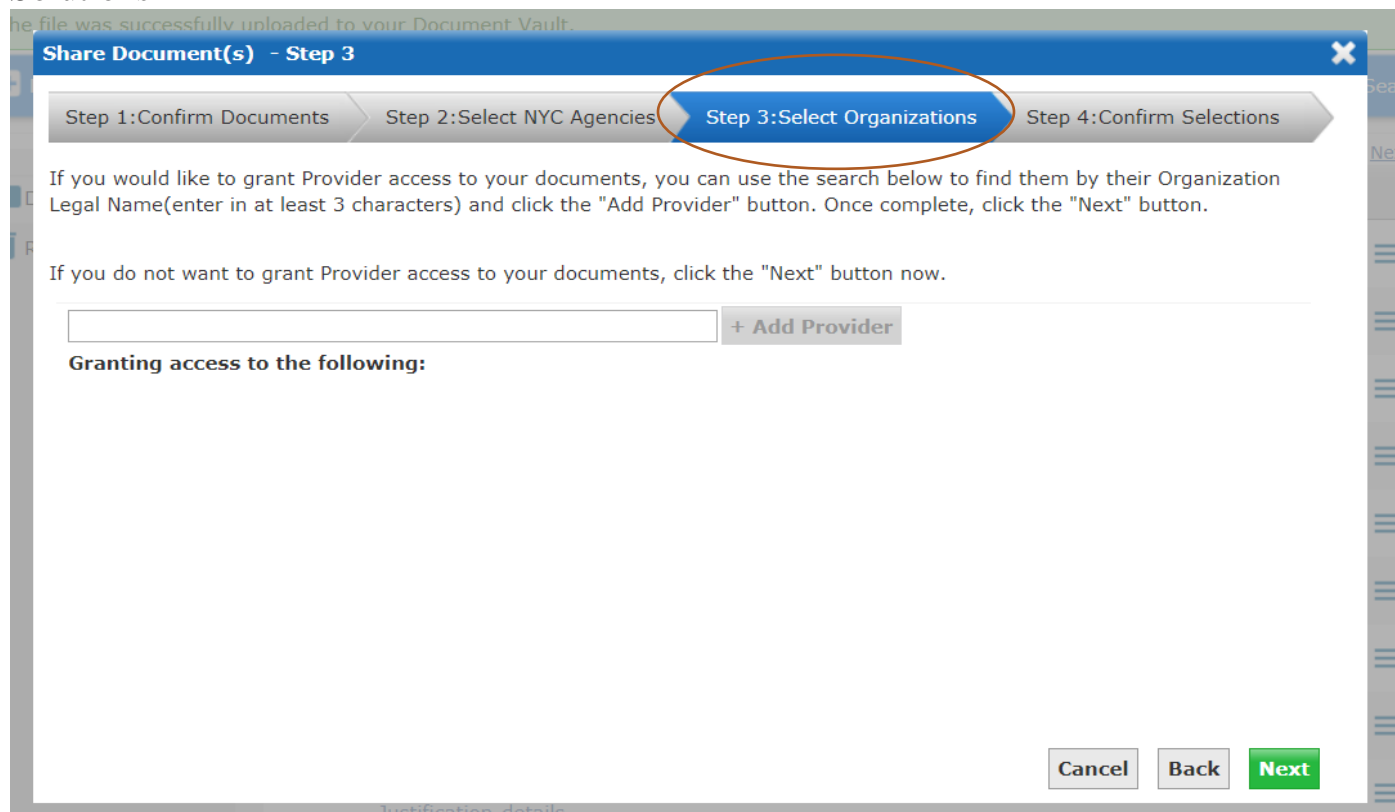 he file was successfully uploaded to your Document Vault.
Share Document(s) - Step 3
Step 1:Confirm Documents Step 2:Select NYC Agencies Step 3:Select Organizations Step 4:Confirm Selections
If you would like to grant Provider access to your documents, you can use the search below to find them by their Organization
Legal Name(enter in at least 3 characters) and click the "Add Provider" button. Once complete, click the "Next" button.
If you do not want to grant Provider access to your documents, click the "Next" button now.
+ Add Provider
Granting access to the following:
Cancel Back Next